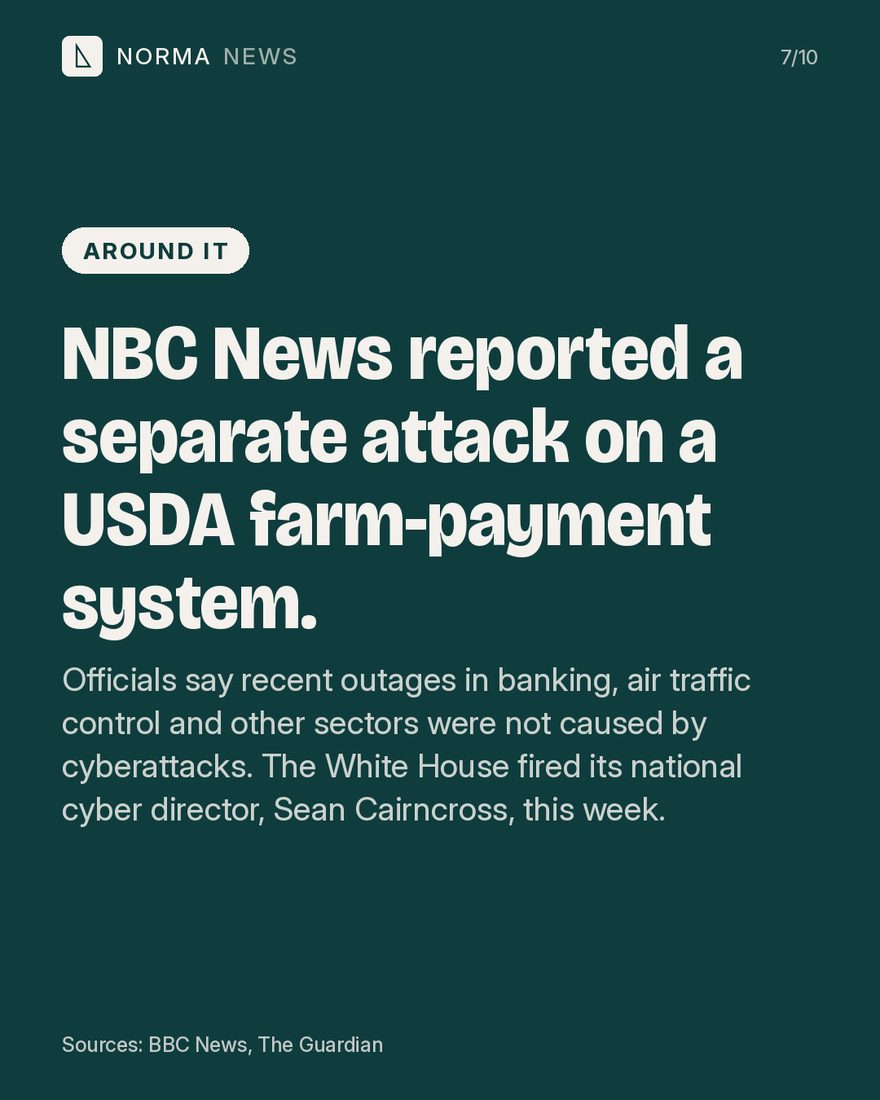 NORMA NEWS
7/10
AROUND IT
NBC News reported a
separate attack on a
USDA farm-payment
system.
Officials say recent outages in banking, air traffic
control and other sectors were not caused by
cyberattacks. The White House fired its national
cyber director, Sean Cairncross, this week.
Sources: BBC News, The Guardian